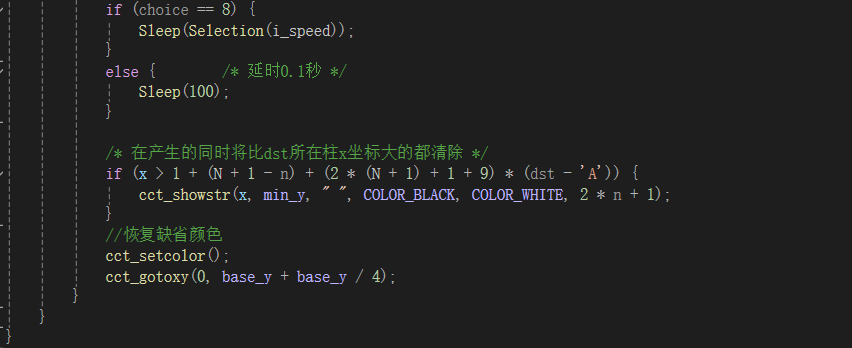 if (choice == 8) {
Sleep(Selection(i_speed));
}
else { /* 延时0.1秒 */
Sleep(100);
}
/* 在产生的同时将比dst所在柱x坐标大的都清除 */
if (x > 1 + (N + 1 - n) + (2 * (N + 1) + 1 + 9) * (dst - 'A')) {
cct_showstr(x, min_y, " ", COLOR_BLACK, COLOR_WHITE, 2 * n + 1);
}
//恢复缺省颜色
cct_setcolor();
cct_gotoxy(0, base_y + base_y / 4);
}
}
}